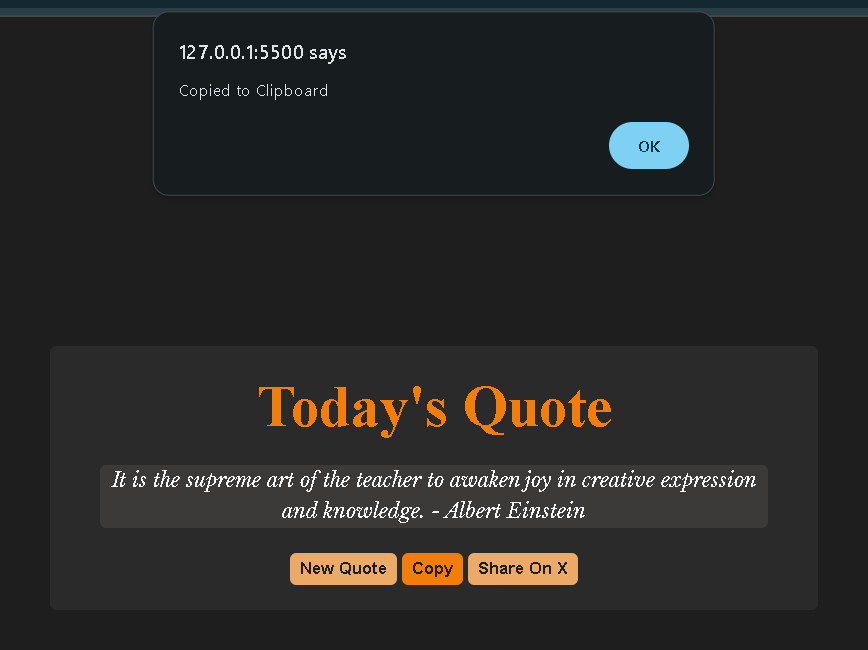 127.0.0.1:5500 says
Copied to Clipboard
OK
Today's Quote
It is the supreme art of the teacher to awaken joy in creative expression
and knowledge. - Albert Einstein
New Quote Copy Share On X